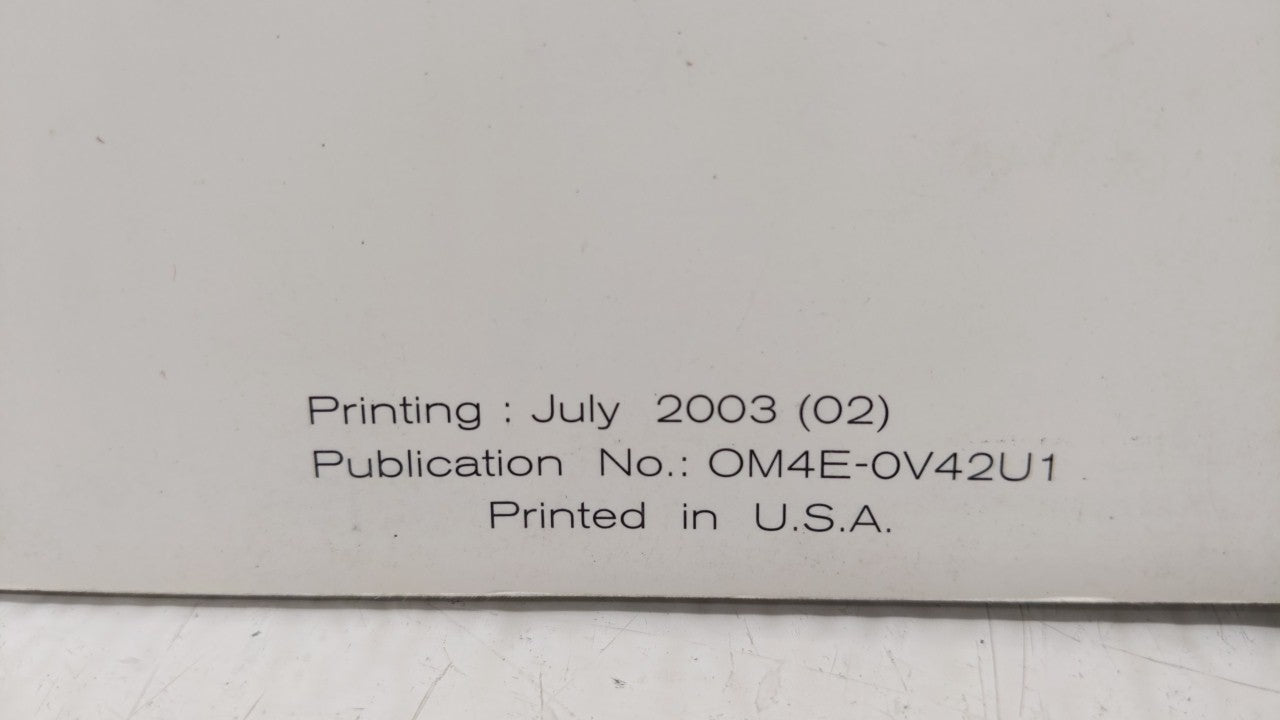 Printing : July 2003 (02)
Publication No.: OM4E-0V42U1
Printed in U.S.A.